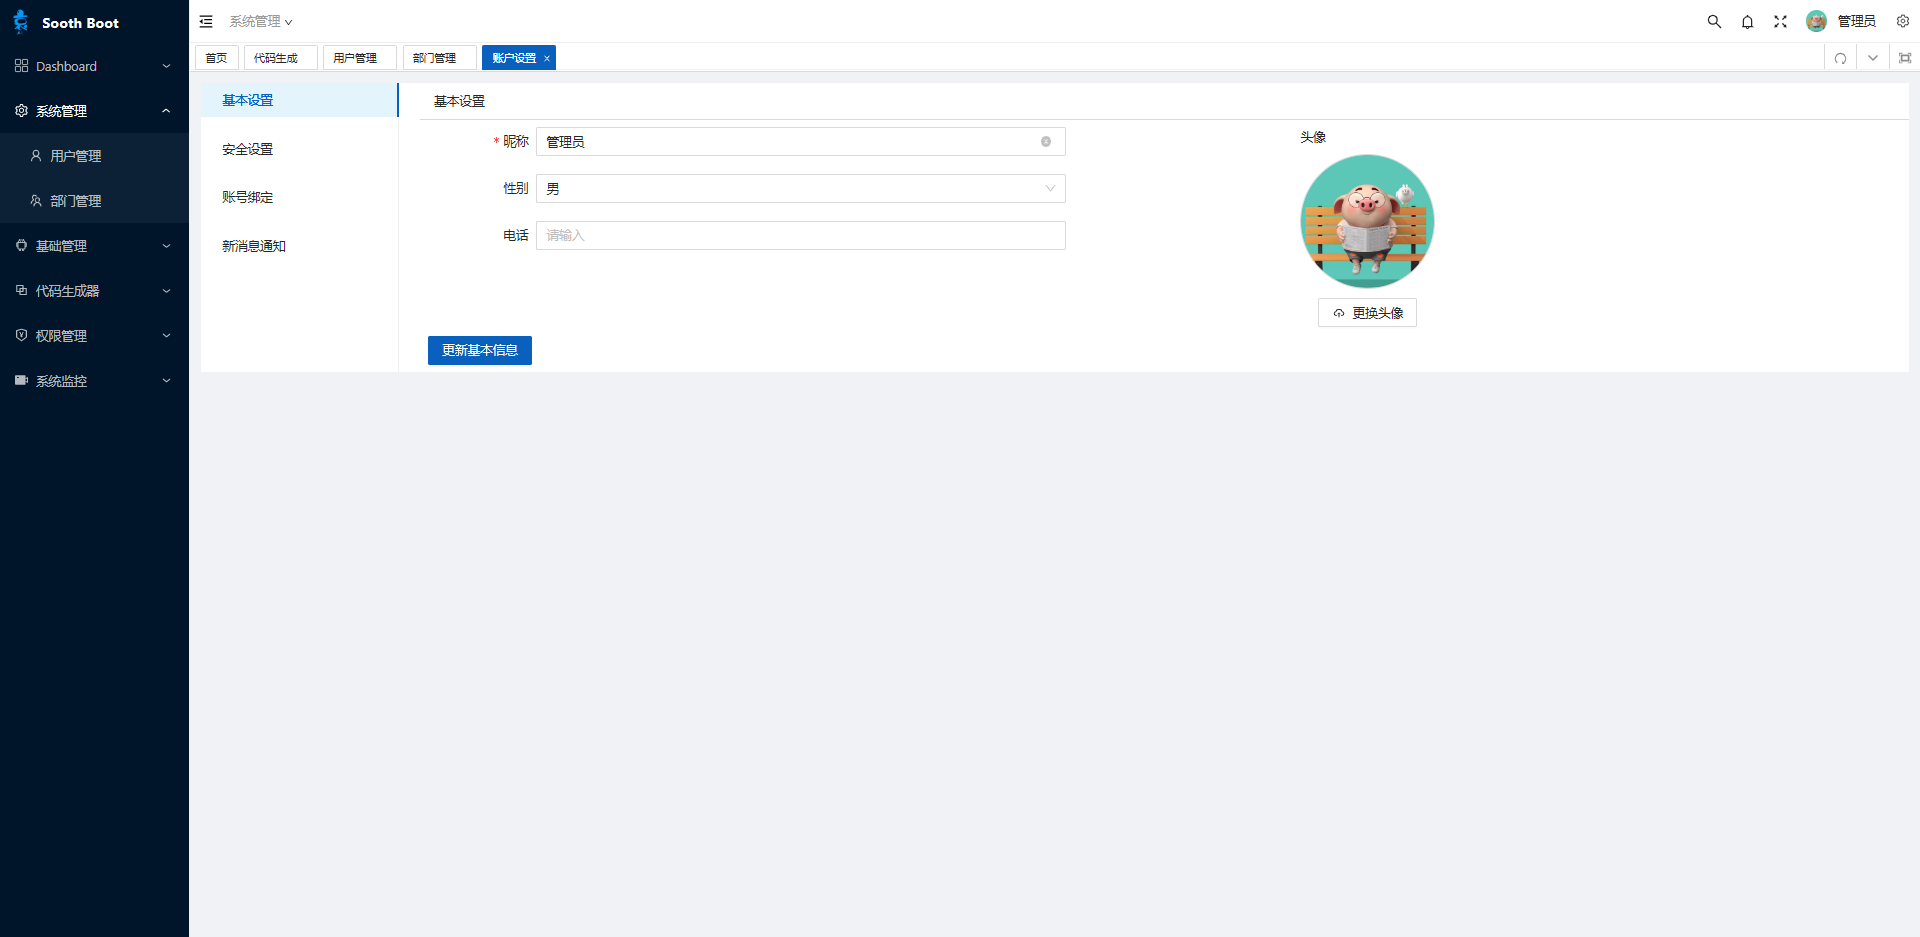 Sooth Boot
系统管理
管理员
Dashboard
系统管理
用户管理
部门管理
基础管理
代码生成器
权限管理
系统监控
首页
代码生成
用户管理
部门管理
账户设置
基本设置
安全设置
账号绑定
新消息通知
基本设置
* 昵称
管理员
性别
男
电话
请输入
头像
更换头像
更新基本信息